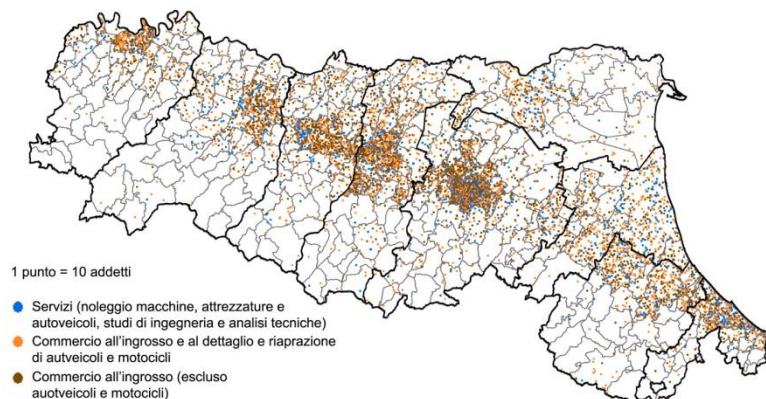 1 punto = 10 addetti
Servizi (noleggio macchine, attrezzature e
autoveicoli, studi di ingegneria e analisi tecniche)
Commercio all'ingrosso e al dettaglio e riaprazione
di autveicoli e motocicli
Commercio all'ingrosso (escluso
auotveicoli e motocicli)